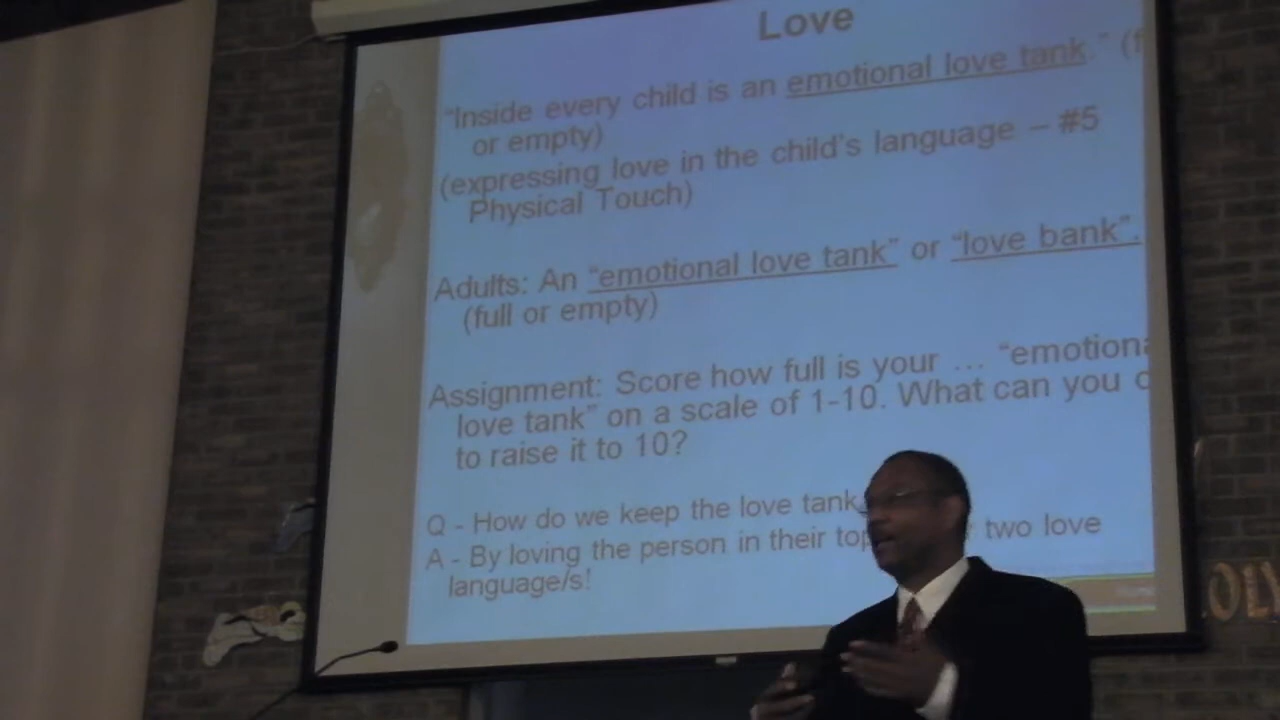 Love
"Inside every child is an emotional love tank." (f
or empty)
(expressing love in the child's language – #5
Physical Touch)
Adults: An "emotional love tank" or "love bank".
(full or empty)
Assignment: Score how full is your … "emotiona
love tank" on a scale of 1-10. What can you
to raise it to 10?
Q - How do we keep the love tank
A - By loving the person in their top two love
language/s!
OLY